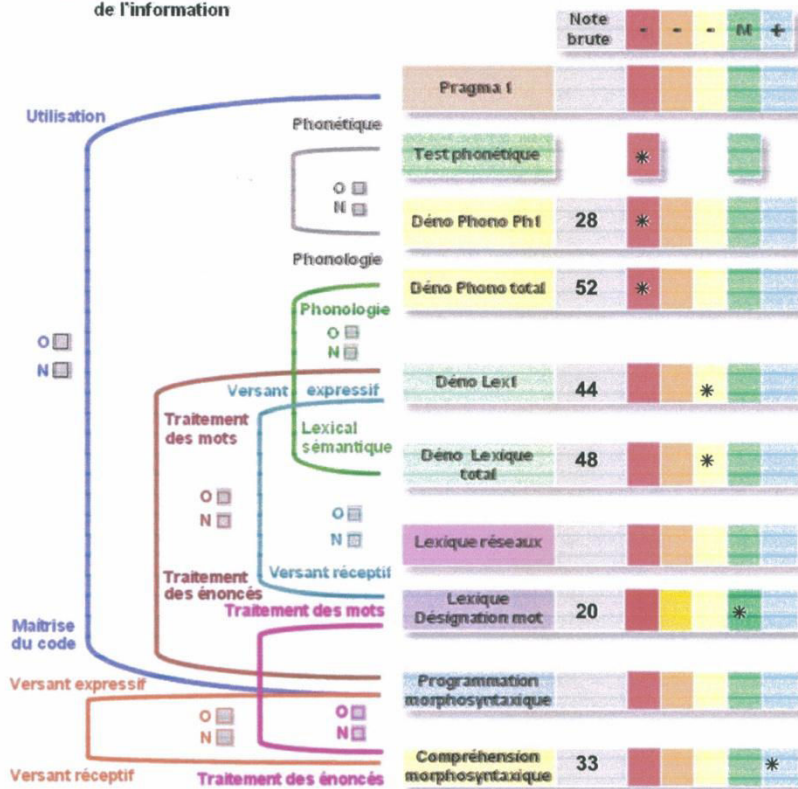 de l'information
Note
brute
-
-
-
M
+
Utilisation
Pragma 1
Phonétique
Test phonétique
*
O
N
Déno Phono Ph1
28
*
Phonologie
Déno Phono total
52
*
Phonologie
O
N
O
N
Versant expressif
Déno Lex1
44
*
Traitement
des mots
Lexical
sémantique
Déno Lexique
total
48
*
O
N
O
N
Lexique réseaux
Traitement
des énoncés
Versant réceptif
Traitement des mots
Lexique
Désignation mot
20
*
Maîtrise
du code
Versant expressif
Programmation
morphosyntaxique
O
N
O
N
Versant réceptif
Traitement des énoncés
Compréhension
morphosyntaxique
33
*